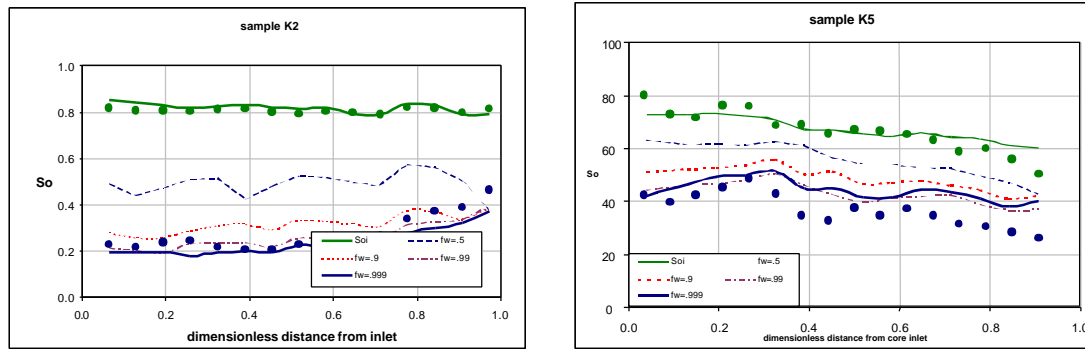 sample K2
1.0
0.8
0.6
So
0.4
0.2
0.0
Soi
fw=.5
fw=.9
fw=.99
fw=.999
0.0
0.2
0.4
0.6
0.8
1.0
dimensionless distance from inlet
sample K5
100
80
60
So
40
20
0
Soi
fw=.5
fw=.9
fw=.99
fw=.999
0.0
0.2
0.4
0.6
0.8
1.0
dimensionless distance from core inlet